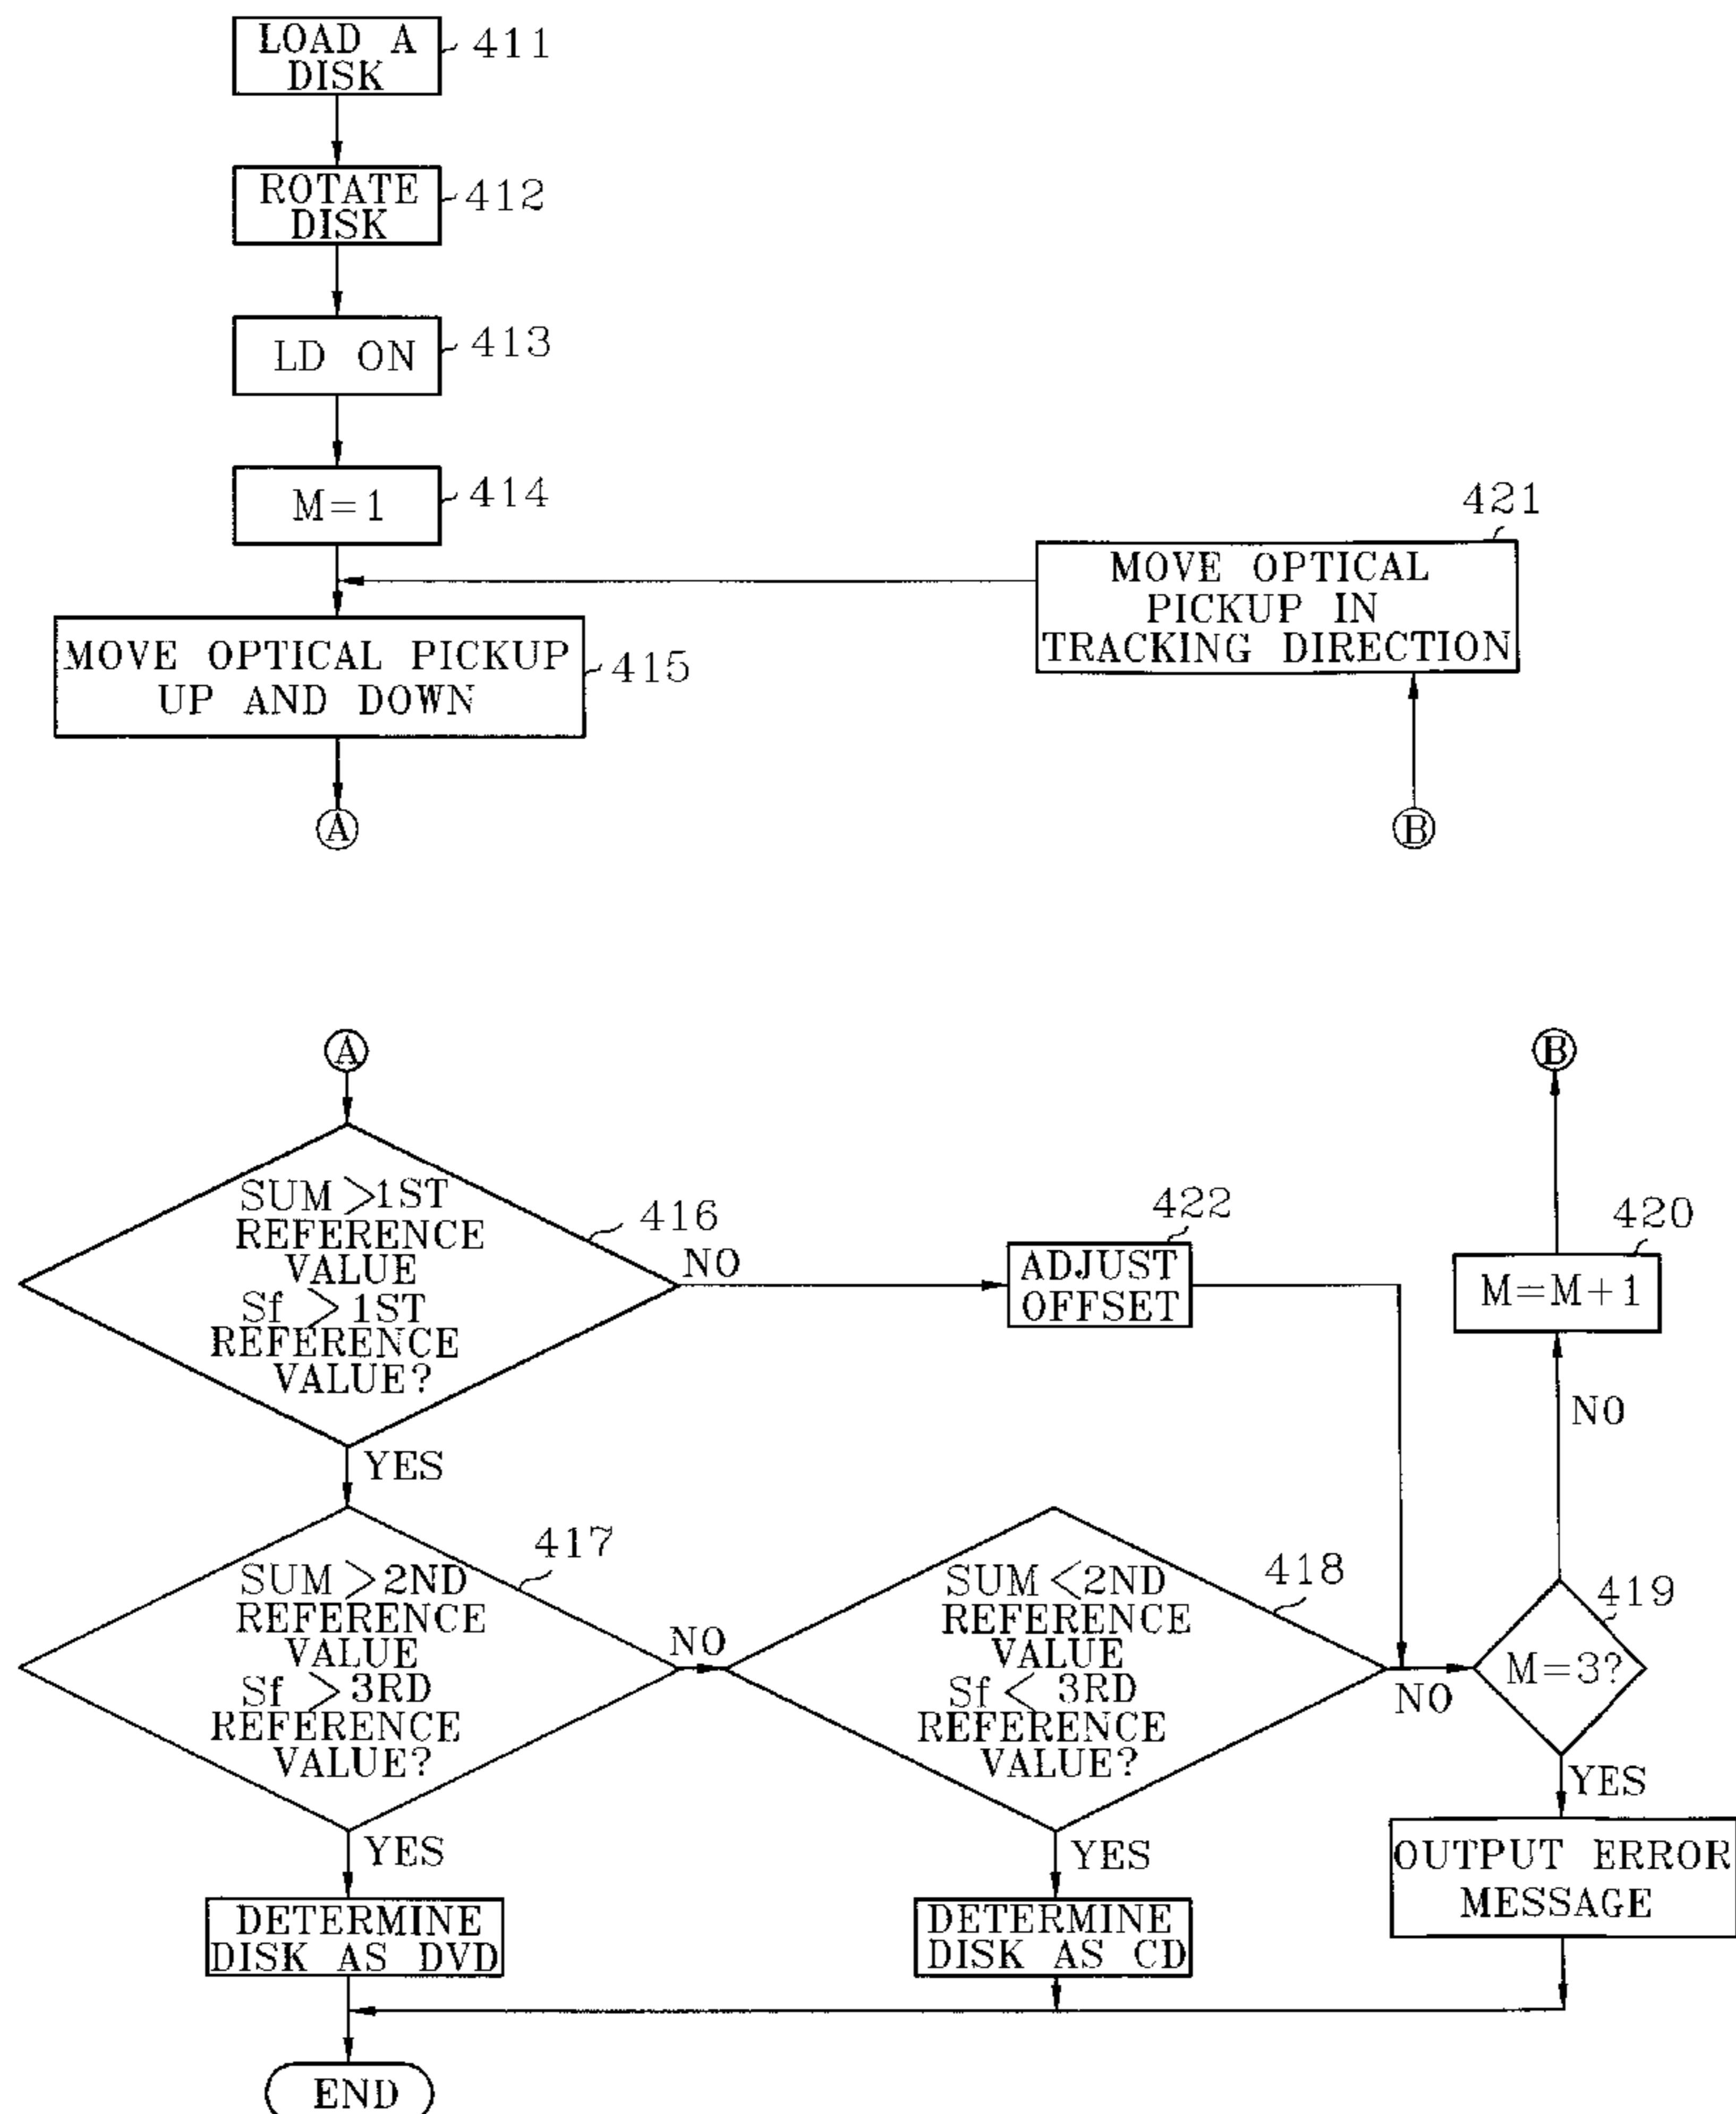 LOAD A
DISK
411
ROTATE
DISK
412
LD ON
413
M=1
414
421
MOVE OPTICAL
PICKUP IN
TRACKING DIRECTION
MOVE OPTICAL PICKUP
UP AND DOWN
415
A
B
A
B
SUM >1ST
REFERENCE
VALUE
Sf > 1ST
REFERENCE
VALUE?
416
NO
422
ADJUST
OFFSET
420
M=M+1
NO
YES
SUM >2ND
REFERENCE
VALUE
Sf > 3RD
REFERENCE
VALUE?
417
NO
SUM <2ND
REFERENCE
VALUE
Sf < 3RD
REFERENCE
VALUE?
418
NO
419
M=3?
YES
YES
YES
DETERMINE
DISK AS DVD
DETERMINE
DISK AS CD
OUTPUT ERROR
MESSAGE
END